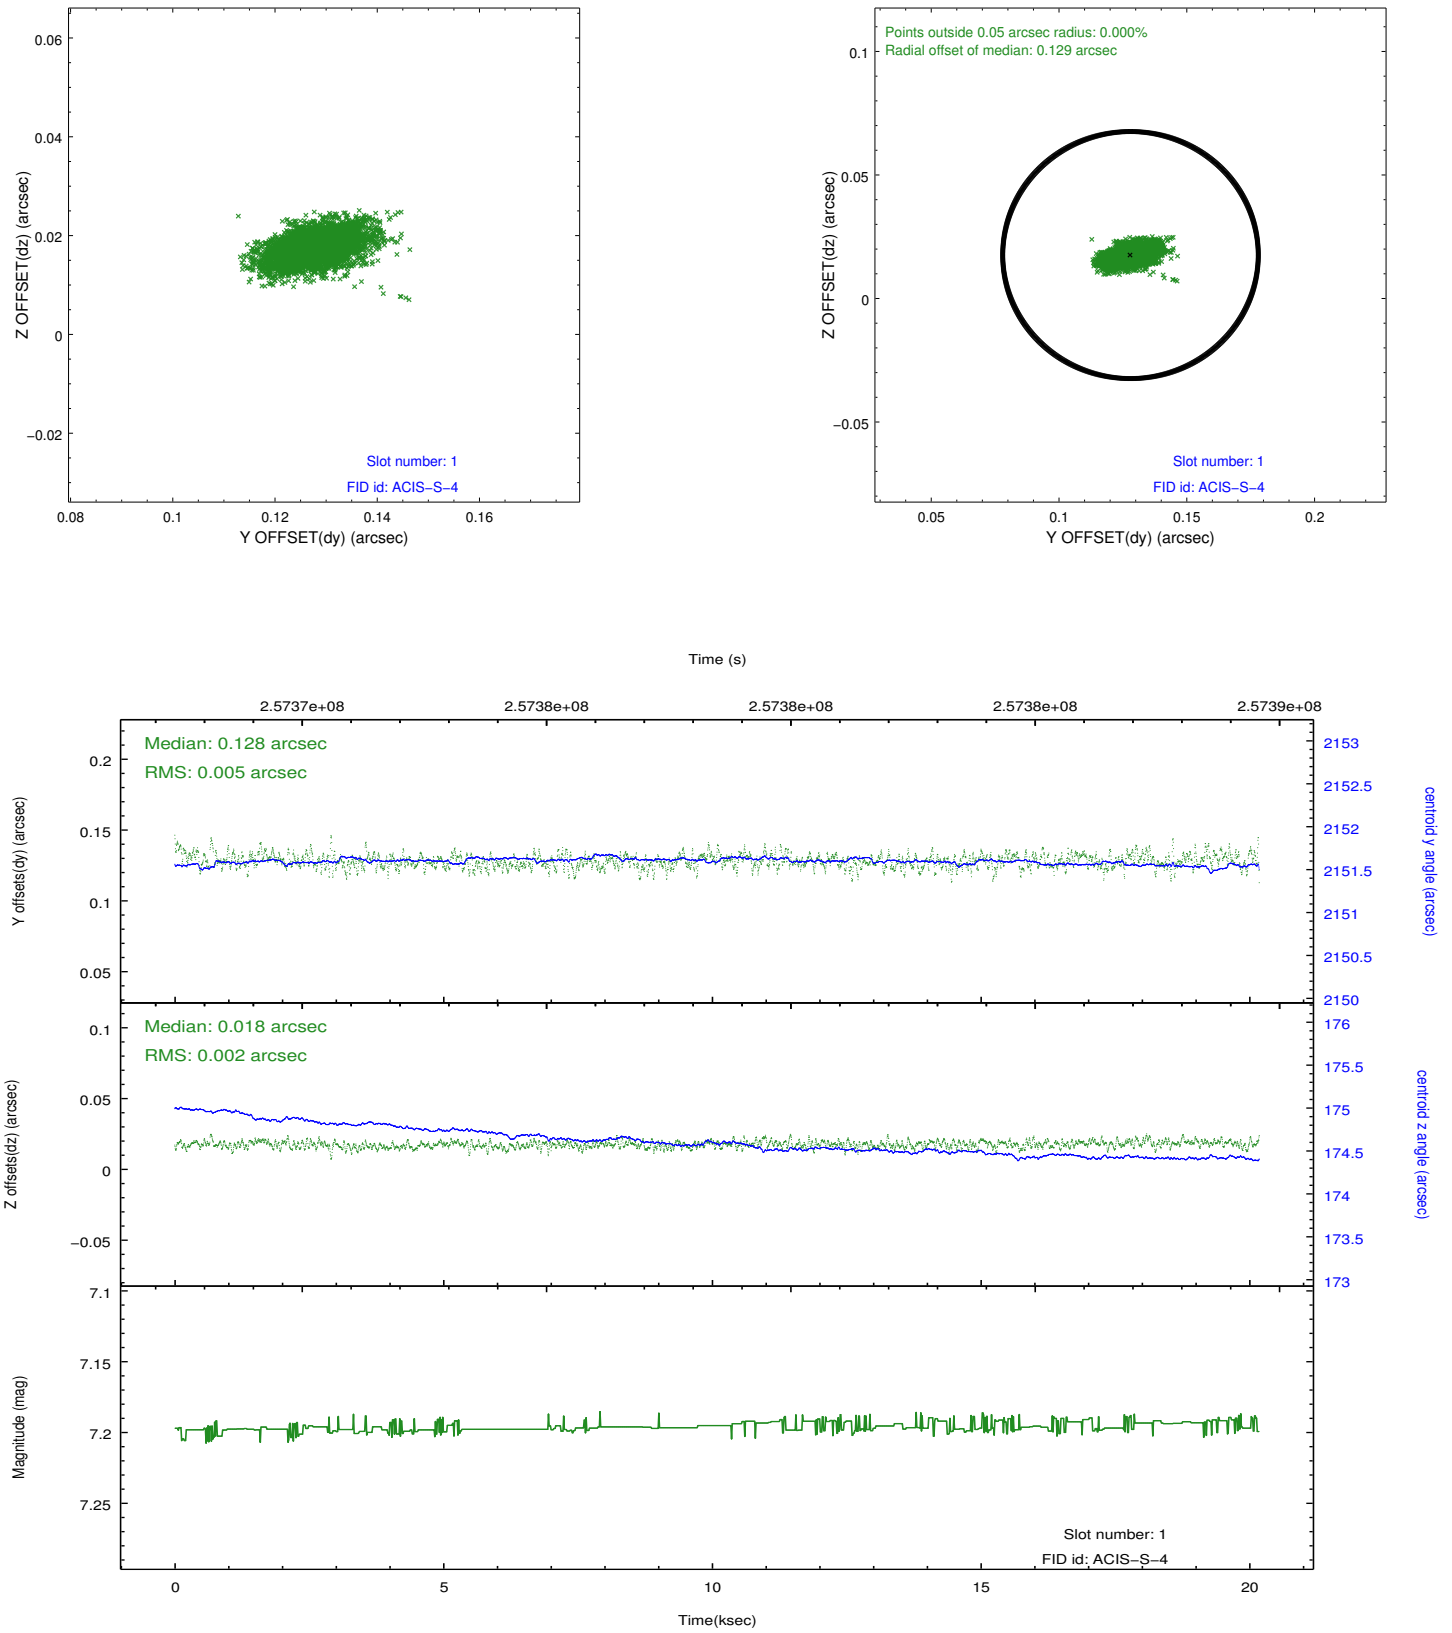 0.06
0.04
0.02
0
−0.02
Z OFFSET(dz) (arcsec)
Slot number: 1
FID id: ACIS−S−4
0.08
0.1
0.12
0.14
0.16
Y OFFSET(dy) (arcsec)
Points outside 0.05 arcsec radius: 0.000%
Radial offset of median: 0.129 arcsec
0.1
0.05
0
−0.05
Z OFFSET(dz) (arcsec)
Slot number: 1
FID id: ACIS−S−4
0.05
0.1
0.15
0.2
Y OFFSET(dy) (arcsec)
Time (s)
2.5737e+08
2.5738e+08
2.5738e+08
2.5738e+08
2.5739e+08
Median: 0.128 arcsec
RMS: 0.005 arcsec
0.2
0.15
0.1
0.05
Y offsets(dy) (arcsec)
2153
2152.5
2152
2151.5
2151
2150.5
2150
centroid y angle (arcsec)
Median: 0.018 arcsec
RMS: 0.002 arcsec
0.1
0.05
0
−0.05
Z offsets(dz) (arcsec)
176
175.5
175
174.5
174
173.5
173
centroid z angle (arcsec)
7.1
7.15
7.2
7.25
Magnitude (mag)
Slot number: 1
FID id: ACIS−S−4
0
5
10
15
20
Time(ksec)